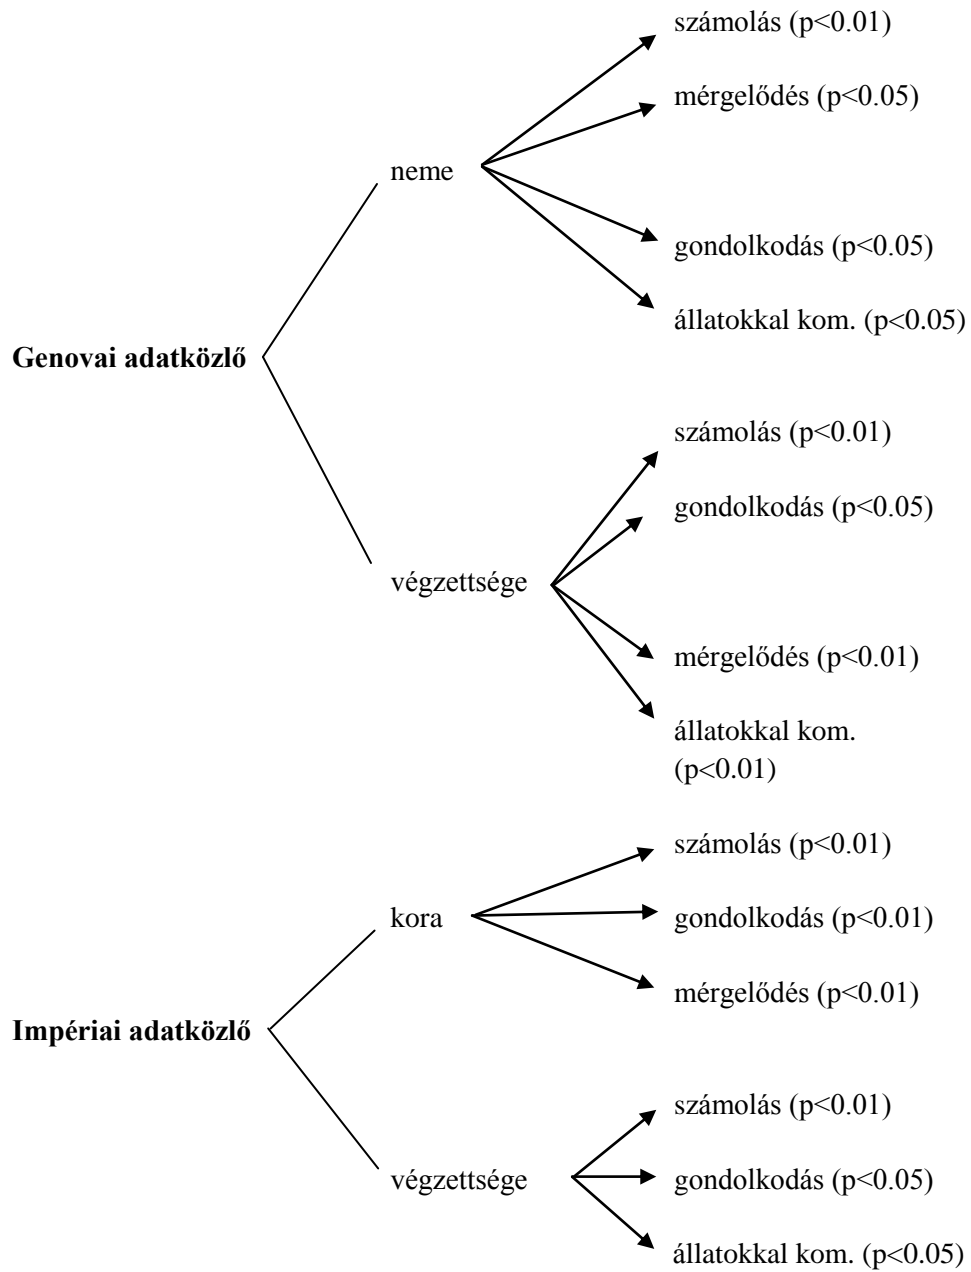 számolás (p<0.01)
mérgelődés (p<0.05)
neme
gondolkodás (p<0.05)
állatokkal kom. (p<0.05)
Genovai adatközlő
számolás (p<0.01)
gondolkodás (p<0.05)
végzettsége
mérgelődés (p<0.01)
állatokkal kom.
(p<0.01)
számolás (p<0.01)
kora
gondolkodás (p<0.01)
mérgelődés (p<0.01)
Impériai adatközlő
számolás (p<0.01)
végzettsége
gondolkodás (p<0.05)
állatokkal kom. (p<0.05)